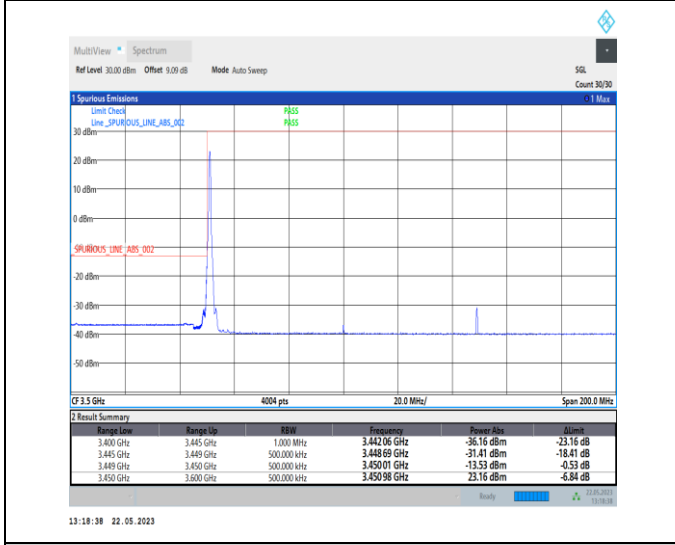 MultiView Spectrum
Ref Level 30.00 dBm Offset 9.09 dB Mode Auto Sweep SGL
Count 30/30
1 Spurious Emissions 1 Max
Limit Check PASS
Line _SPURIOUS_LINE_ABS_002 PASS
30 dBm
20 dBm
10 dBm
0 dBm
_SPURIOUS_LINE_ABS_002
-20 dBm
-30 dBm
-40 dBm
-50 dBm
CF 3.5 GHz 4004 pts 20.0 MHz/ Span 200.0 MHz
2 Result Summary
Range Low Range Up RBW Frequency Power Abs ΔLimit
3.400 GHz 3.445 GHz 1.000 MHz 3.44206 GHz -36.16 dBm -23.16 dB
3.445 GHz 3.449 GHz 500.000 kHz 3.44869 GHz -31.41 dBm -18.41 dB
3.449 GHz 3.450 GHz 500.000 kHz 3.45001 GHz -13.53 dBm -0.53 dB
3.450 GHz 3.600 GHz 500.000 kHz 3.45098 GHz 23.16 dBm -6.84 dB
Ready 22.05.2023
13:18:38
13:18:38 22.05.2023